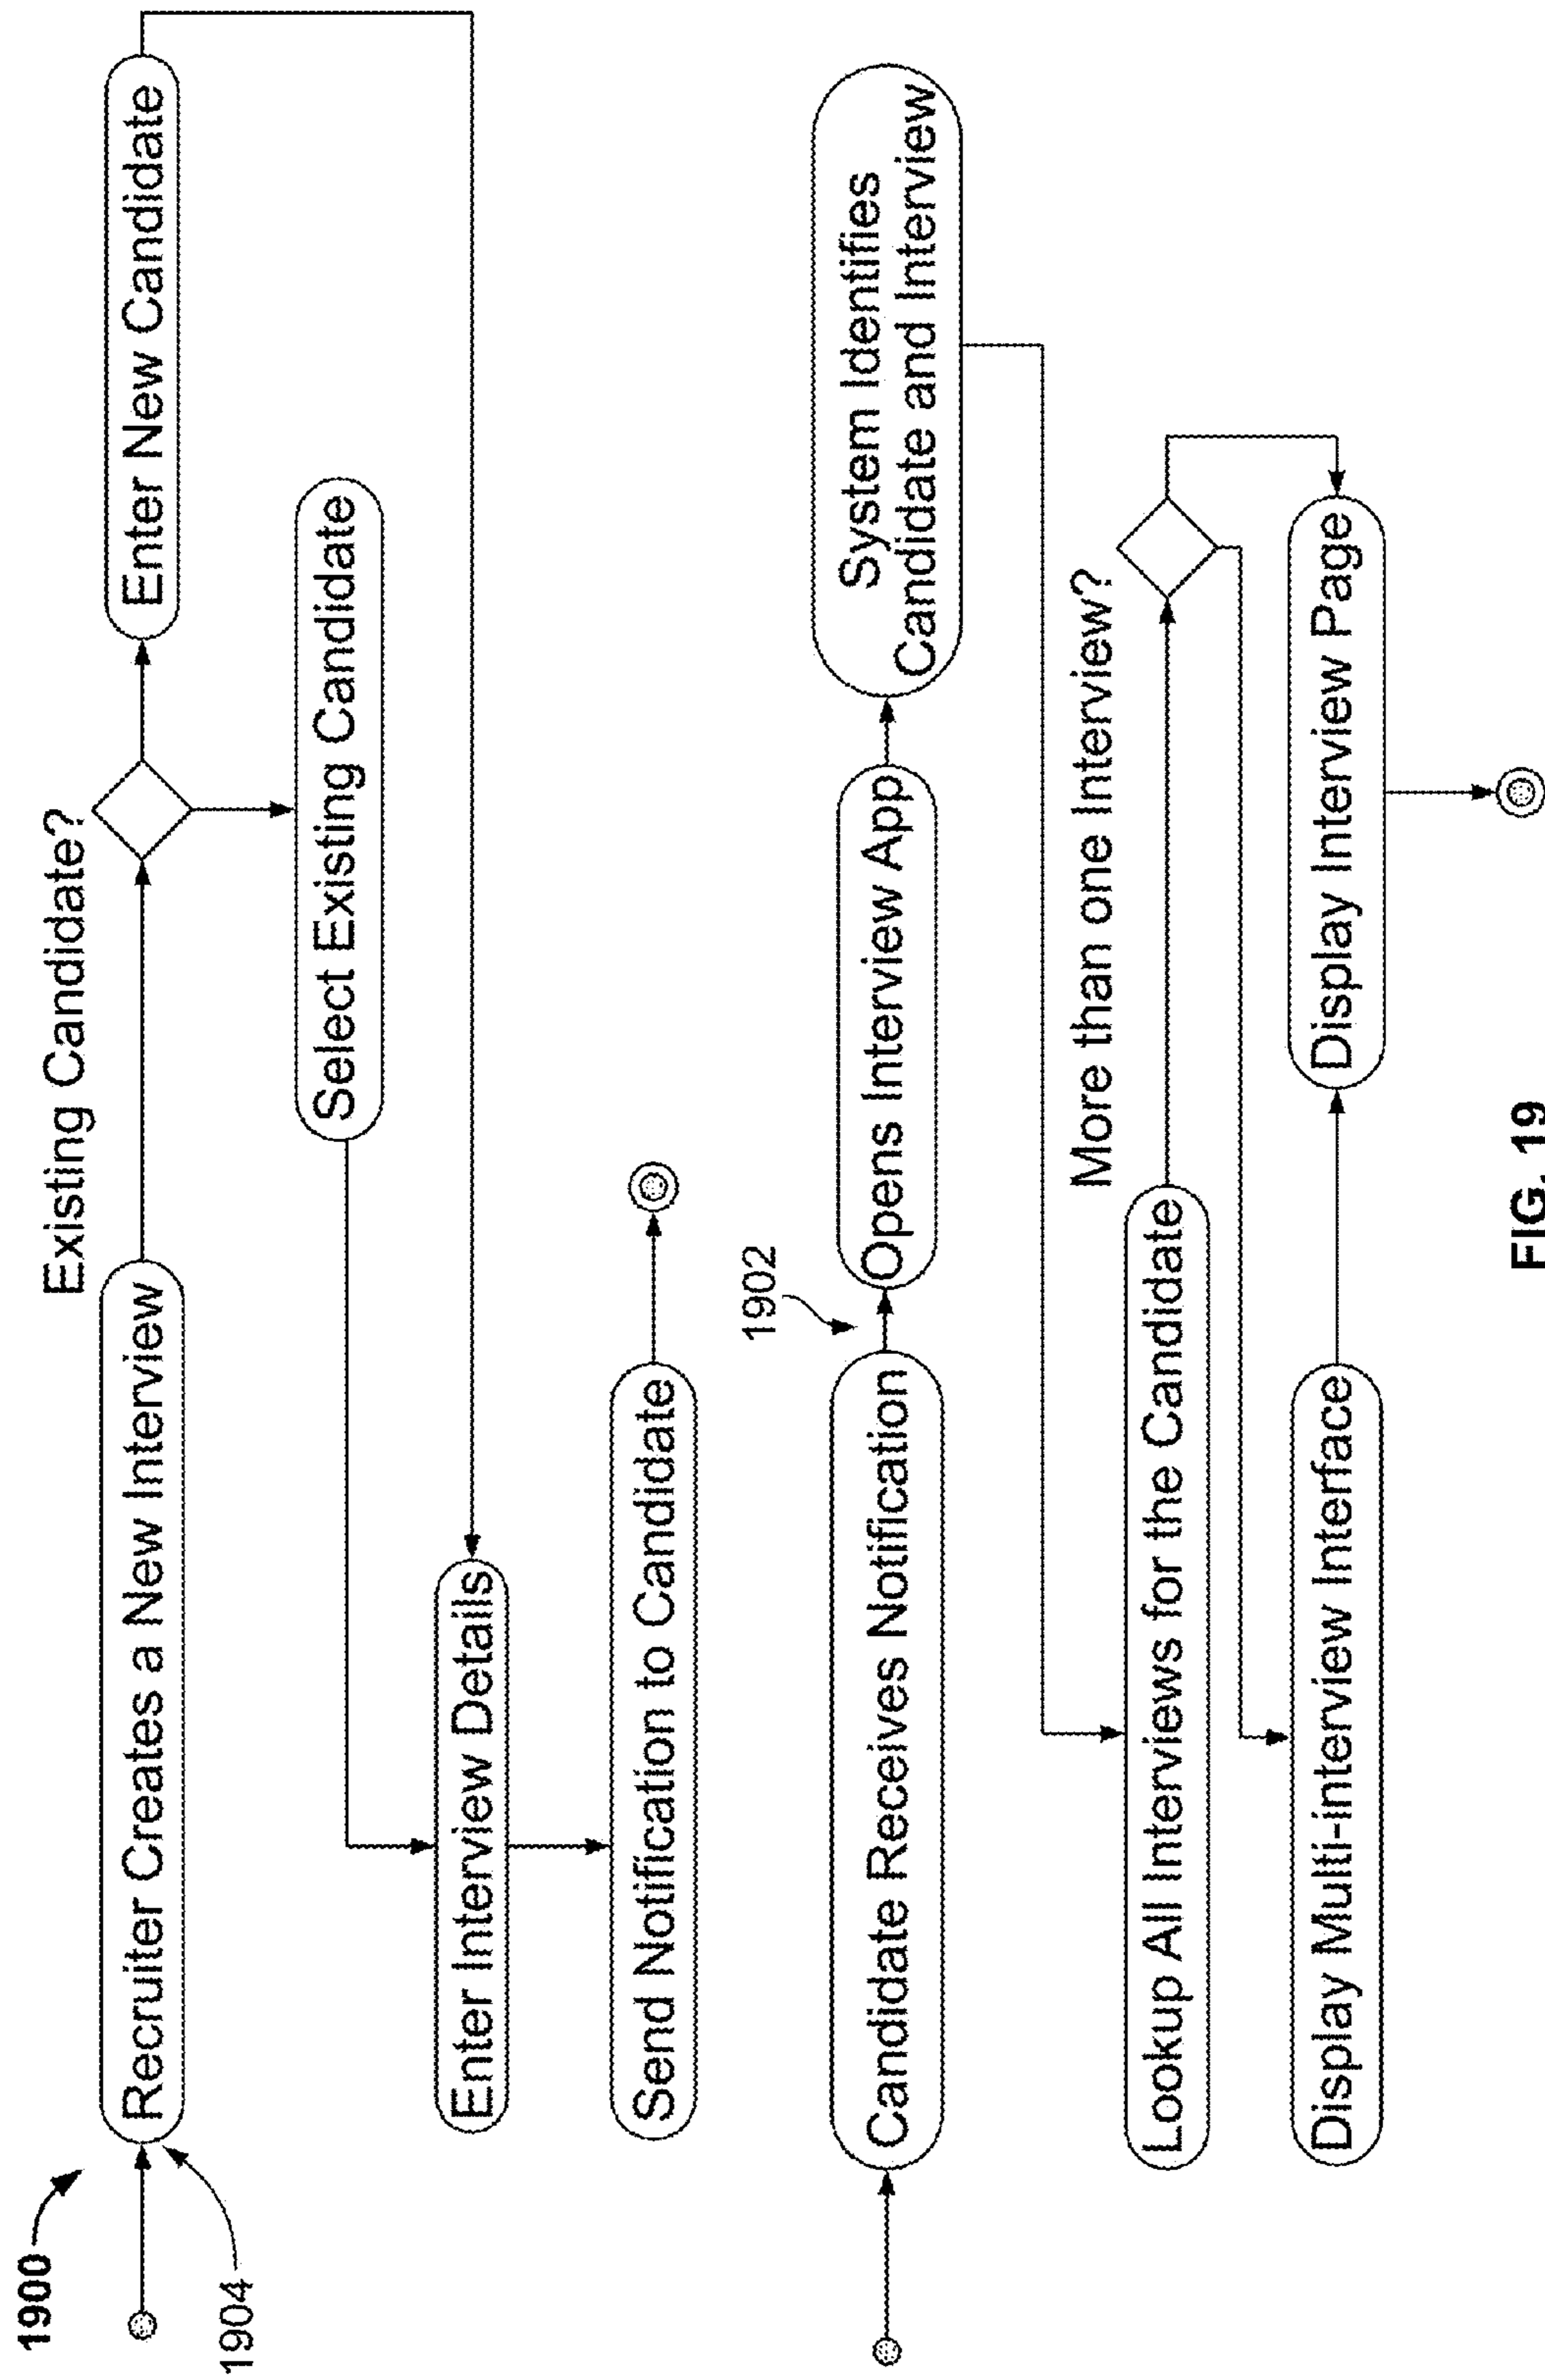 1900
1904
Existing Candidate?
Recruiter Creates a New Interview
Enter New Candidate
Select Existing Candidate
Enter Interview Details
Send Notification to Candidate
1902
Candidate Receives Notification
Opens Interview App
System Identifies
Candidate and Interview
More than one Interview?
Lookup All Interviews for the Candidate
Display Multi-interview Interface
Display Interview Page
FIG. 19